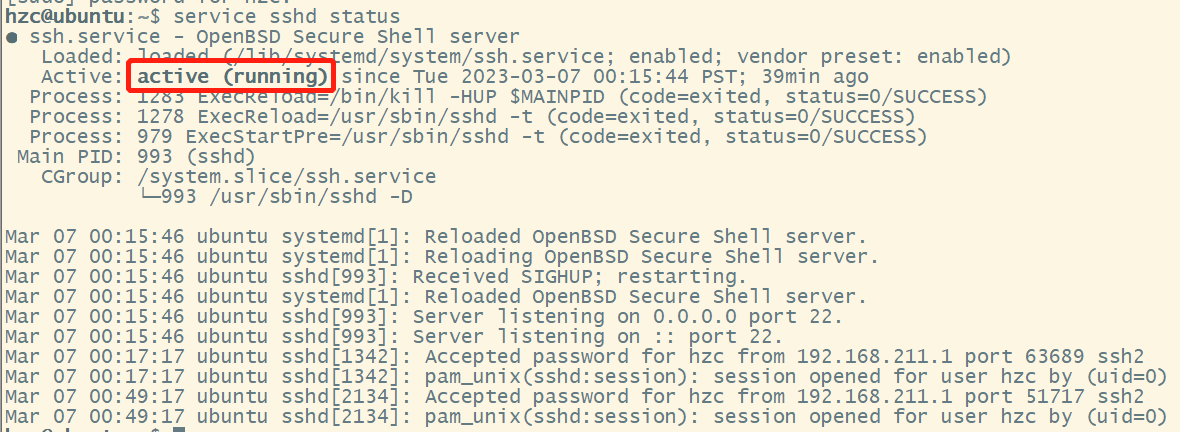 [sudo] password for hzc:
hzc@ubuntu:~$ service sshd status
● ssh.service - OpenBSD Secure Shell server
Loaded: loaded (/lib/systemd/system/ssh.service; enabled; vendor preset: enabled)
Active: active (running) since Tue 2023-03-07 00:15:44 PST; 39min ago
Process: 1283 ExecReload=/bin/kill -HUP $MAINPID (code=exited, status=0/SUCCESS)
Process: 1278 ExecReload=/usr/sbin/sshd -t (code=exited, status=0/SUCCESS)
Process: 979 ExecStartPre=/usr/sbin/sshd -t (code=exited, status=0/SUCCESS)
Main PID: 993 (sshd)
CGroup: /system.slice/ssh.service
└─993 /usr/sbin/sshd -D
Mar 07 00:15:46 ubuntu systemd[1]: Reloaded OpenBSD Secure Shell server.
Mar 07 00:15:46 ubuntu systemd[1]: Reloading OpenBSD Secure Shell server.
Mar 07 00:15:46 ubuntu sshd[993]: Received SIGHUP; restarting.
Mar 07 00:15:46 ubuntu systemd[1]: Reloaded OpenBSD Secure Shell server.
Mar 07 00:15:46 ubuntu sshd[993]: Server listening on 0.0.0.0 port 22.
Mar 07 00:15:46 ubuntu sshd[993]: Server listening on :: port 22.
Mar 07 00:17:17 ubuntu sshd[1342]: Accepted password for hzc from 192.168.211.1 port 63689 ssh2
Mar 07 00:17:17 ubuntu sshd[1342]: pam_unix(sshd:session): session opened for user hzc by (uid=0)
Mar 07 00:49:17 ubuntu sshd[2134]: Accepted password for hzc from 192.168.211.1 port 51717 ssh2
Mar 07 00:49:17 ubuntu sshd[2134]: pam_unix(sshd:session): session opened for user hzc by (uid=0)
hzc@ubuntu:~$